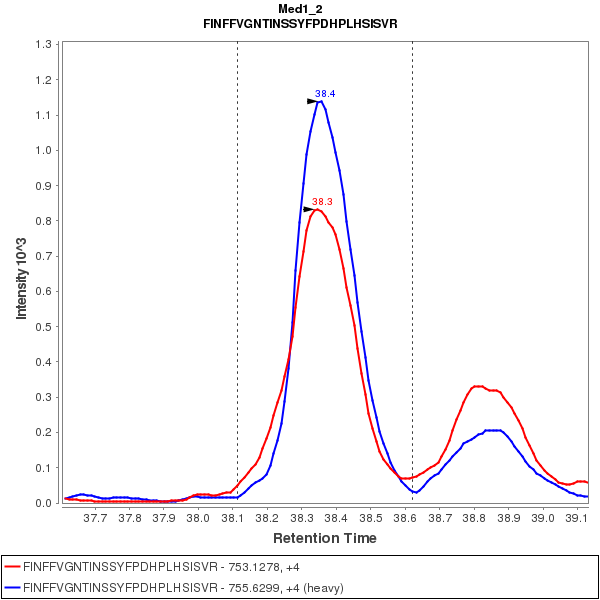 Med1_2
FINFFVGNTINSSYFPDHPLHSISVR
1.3
1.2
1.1
1.0
0.9
0.8
0.7
0.6
0.5
0.4
0.3
0.2
0.1
0.0
Intensity 10^3
38.4
38.3
37.7 37.8 37.9 38.0 38.1 38.2 38.3 38.4 38.5 38.6 38.7 38.8 38.9 39.0 39.1
Retention Time
FINFFVGNTINSSYFPDHPLHSISVR - 753.1278, +4
FINFFVGNTINSSYFPDHPLHSISVR - 755.6299, +4 (heavy)